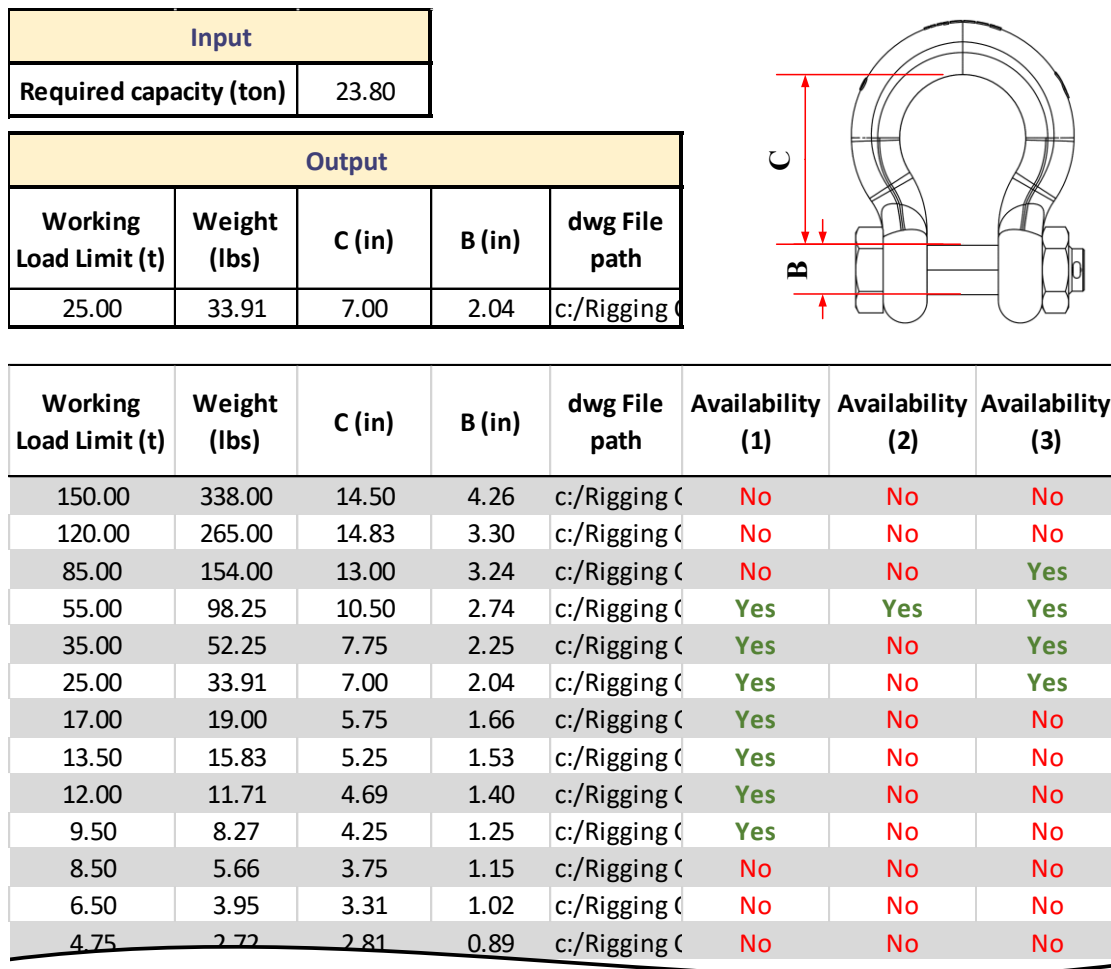 Input
Required capacity (ton) 23.80
Output
Working Load Limit (t) Weight (lbs) C (in) B (in) dwg File path
25.00 33.91 7.00 2.04 c:/Rigging
C
B
Working Load Limit (t) Weight (lbs) C (in) B (in) dwg File path Availability (1) Availability (2) Availability (3)
150.00 338.00 14.50 4.26 c:/Rigging No No No
120.00 265.00 14.83 3.30 c:/Rigging No No No
85.00 154.00 13.00 3.24 c:/Rigging No No Yes
55.00 98.25 10.50 2.74 c:/Rigging Yes Yes Yes
35.00 52.25 7.75 2.25 c:/Rigging Yes No Yes
25.00 33.91 7.00 2.04 c:/Rigging Yes No Yes
17.00 19.00 5.75 1.66 c:/Rigging Yes No No
13.50 15.83 5.25 1.53 c:/Rigging Yes No No
12.00 11.71 4.69 1.40 c:/Rigging Yes No No
9.50 8.27 4.25 1.25 c:/Rigging Yes No No
8.50 5.66 3.75 1.15 c:/Rigging No No No
6.50 3.95 3.31 1.02 c:/Rigging No No No
4.75 2.72 2.81 0.89 c:/Rigging No No No